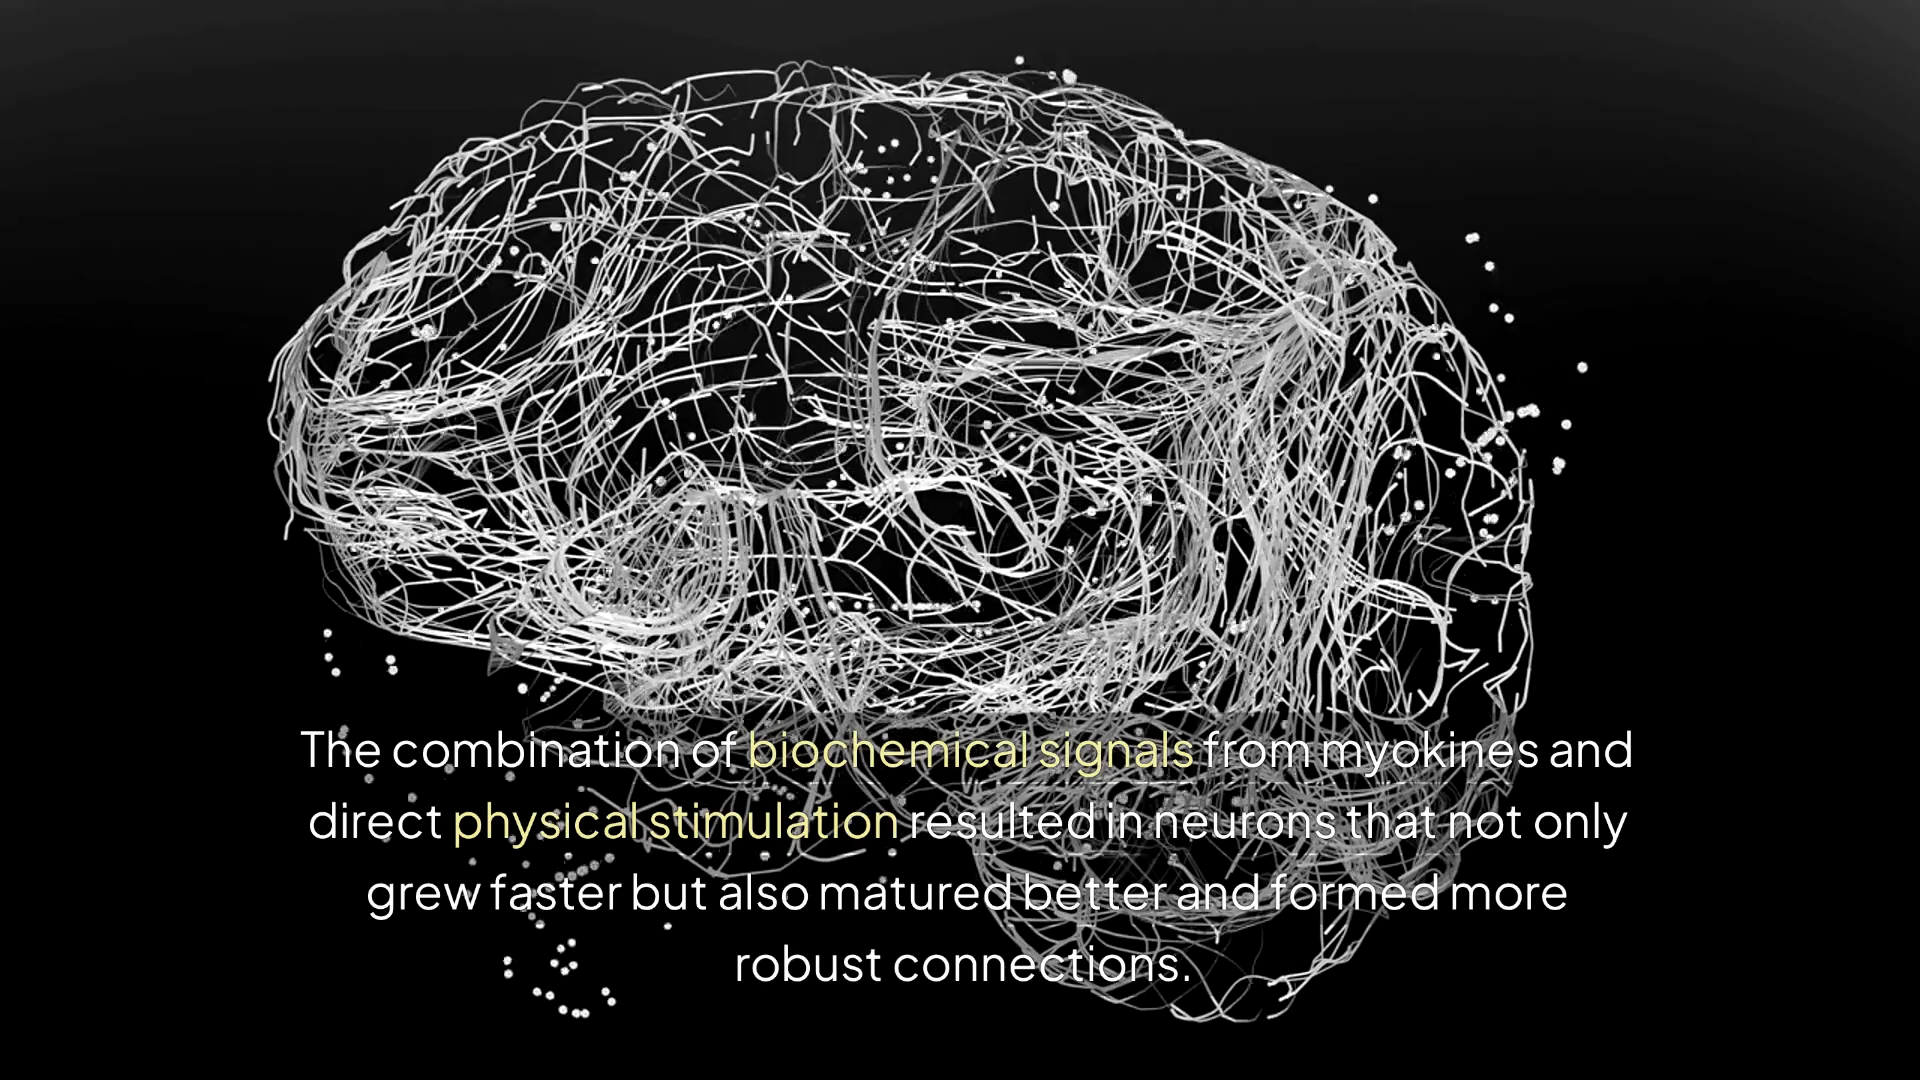 The combination of biochemical signals from myokines and
direct physical stimulation resulted in neurons that not only
grew faster but also matured better and formed more
robust connections.